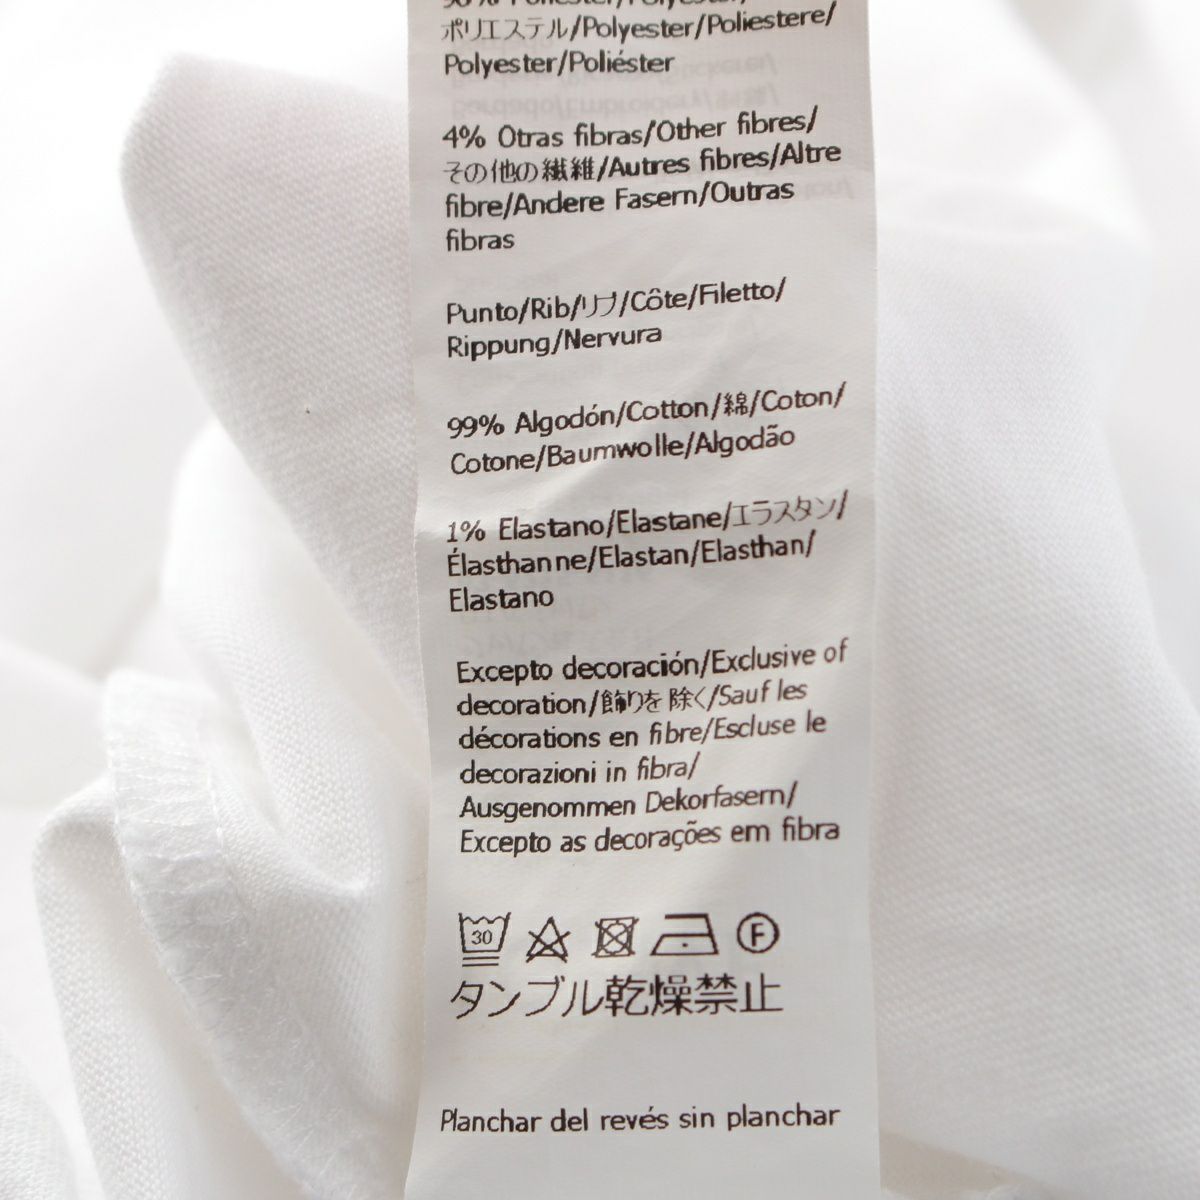 ポリエステル/Polyester/Poliestere/
Polyester/Poliéster
4% Otras fibras/Other fibres/
その他の繊維/Autres fibres/Altre
fibre/Andere Fasern/Outras
fibras
Punto/Rib/リブ/Côte/Filetto/
Rippung/Nervura
99% Algodón/Cotton/綿/Coton/
Cotone/Baumwolle/Algodão
1% Elastano/Elastane/エラスタン/
Élasthanne/Elastan/Elasthan/
Elastano
Excepto decoración/Exclusive of
decoration/飾りを除く/Sauf les
décorations en fibre/Escluse le
decorazioni in fibra/
Ausgenommen Dekorfasern/
Excepto as decorações em fibra
30 F
タンブル乾燥禁止
Planchar del revés sin planchar